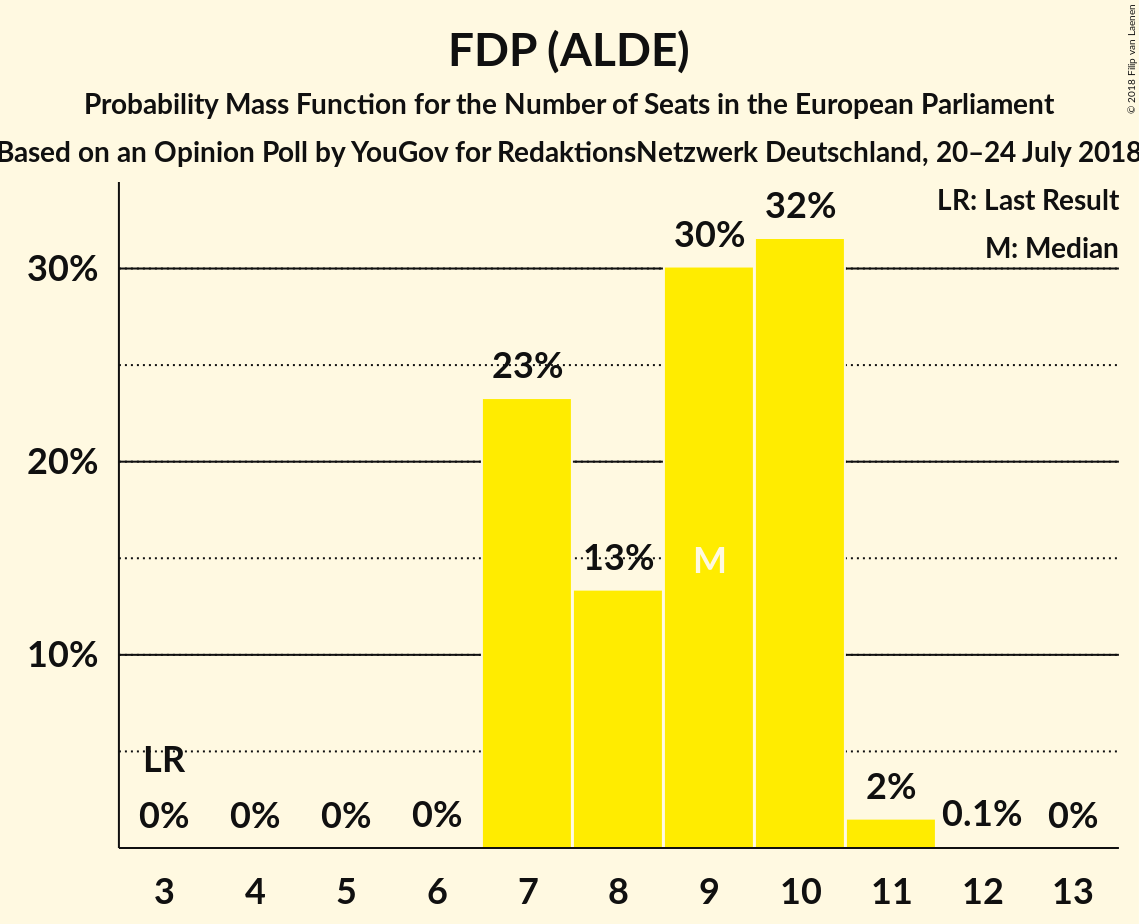 FDP (ALDE)
Probability Mass Function for the Number of Seats in the European Parliament
Based on an Opinion Poll by YouGov for RedaktionsNetzwerk Deutschland, 20–24 July 2018
© 2018 Filip van Laenen
LR: Last Result
M: Median
30%
20%
10%
LR
0%
0%
0%
0%
23%
13%
30%
M
32%
2%
0.1%
0%
3 4 5 6 7 8 9 10 11 12 13